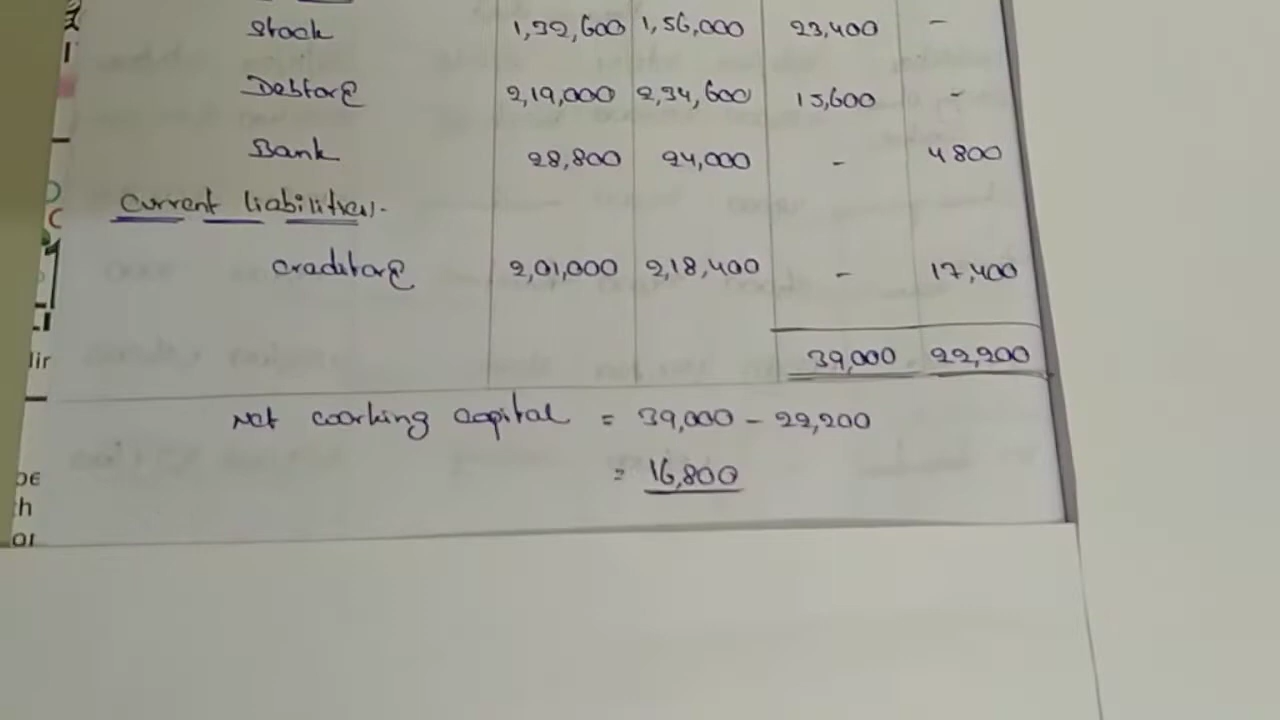 Stock 1,32,600 1,56,000 23,400 -
Debtors 2,19,000 2,34,600 15,600 -
Bank 28,800 24,000 - 4800
Current liabilities.
creditors 2,01,000 2,18,400 - 17,400
39,000 22,200
Net working capital = 39,000 - 22,200
= 16,800